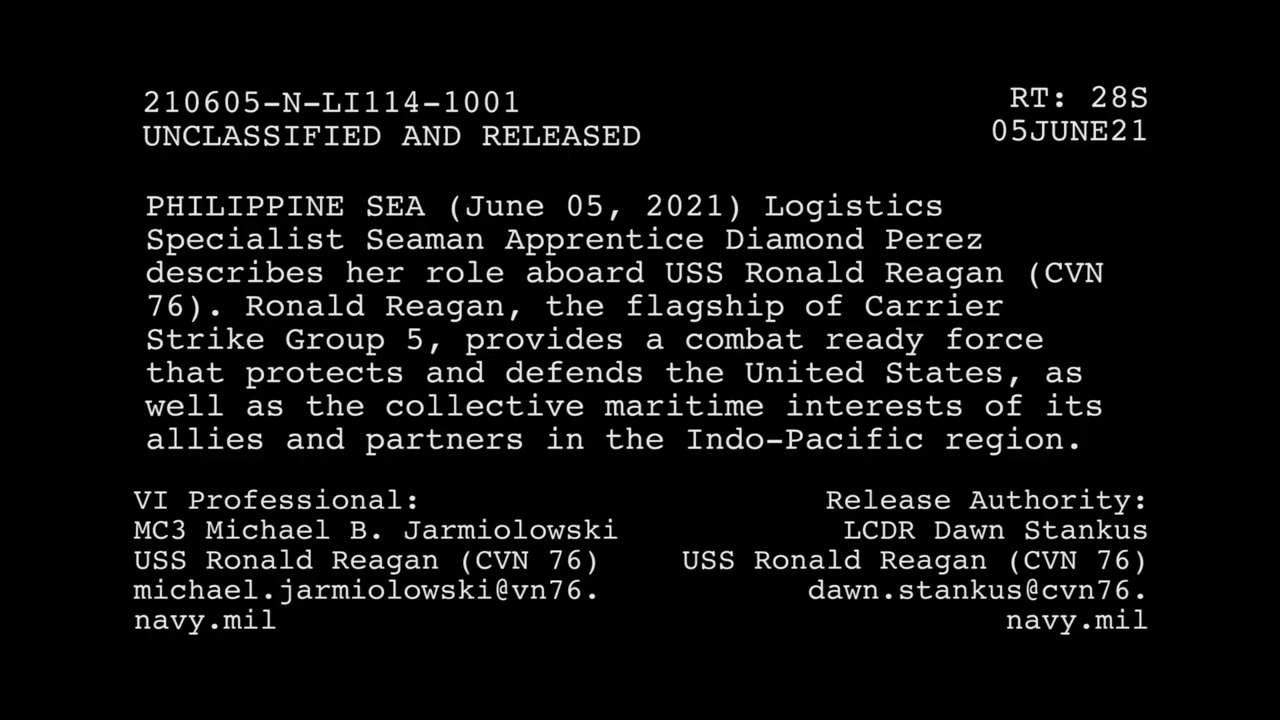 210605-N-LI114-1001
RT: 28S
UNCLASSIFIED AND RELEASED
05JUNE21
PHILIPPINE SEA (June 05, 2021) Logistics
Specialist Seaman Apprentice Diamond Perez
describes her role aboard USS Ronald Reagan (CVN
76). Ronald Reagan, the flagship of Carrier
Strike Group 5, provides a combat ready force
that protects and defends the United States, as
well as the collective maritime interests of its
allies and partners in the Indo-Pacific region.
VI Professional:
MC3 Michael B. Jarmiolowski
USS Ronald Reagan (CVN 76)
michael.jarmiolowski@vn76.
navy.mil
Release Authority:
LCDR Dawn Stankus
USS Ronald Reagan (CVN 76)
dawn.stankus@cvn76.
navy.mil